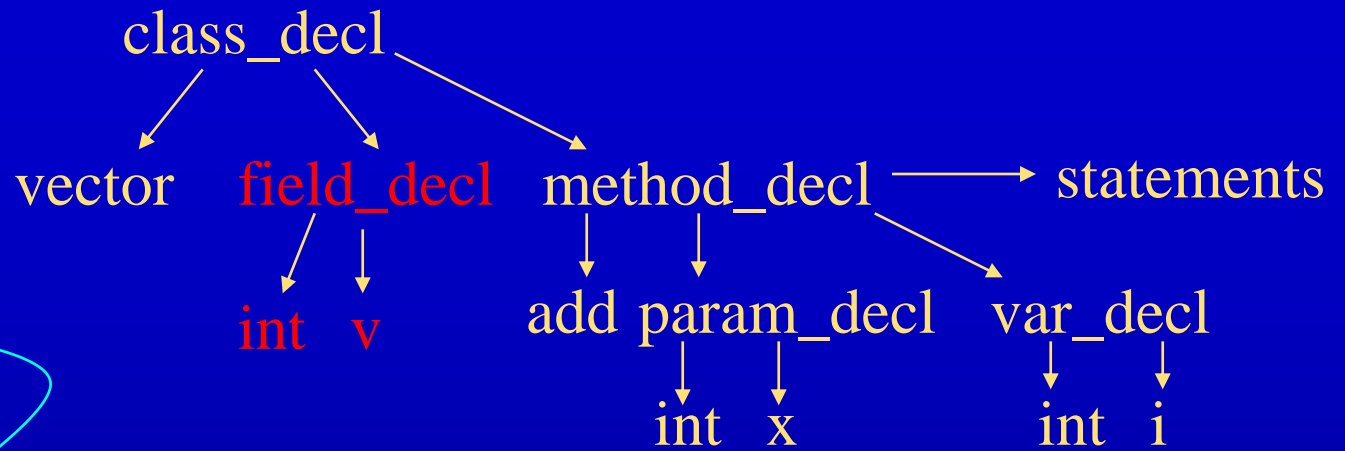 class_decl
vector field_decl method_decl statements
int v add param_decl var_decl
int x int i